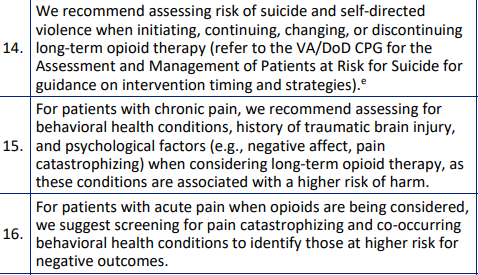 We recommend assessing risk of suicide and self-directed
violence when initiating, continuing, changing, or discontinuing
14. long-term opioid therapy (refer to the VA/DoD CPG for the
Assessment and Management of Patients at Risk for Suicide for
guidance on intervention timing and strategies).ᵉ
For patients with chronic pain, we recommend assessing for
behavioral health conditions, history of traumatic brain injury,
15. and psychological factors (e.g., negative affect, pain
catastrophizing) when considering long-term opioid therapy, as
these conditions are associated with a higher risk of harm.
For patients with acute pain when opioids are being considered,
16. we suggest screening for pain catastrophizing and co-occurring
behavioral health conditions to identify those at higher risk for
negative outcomes.